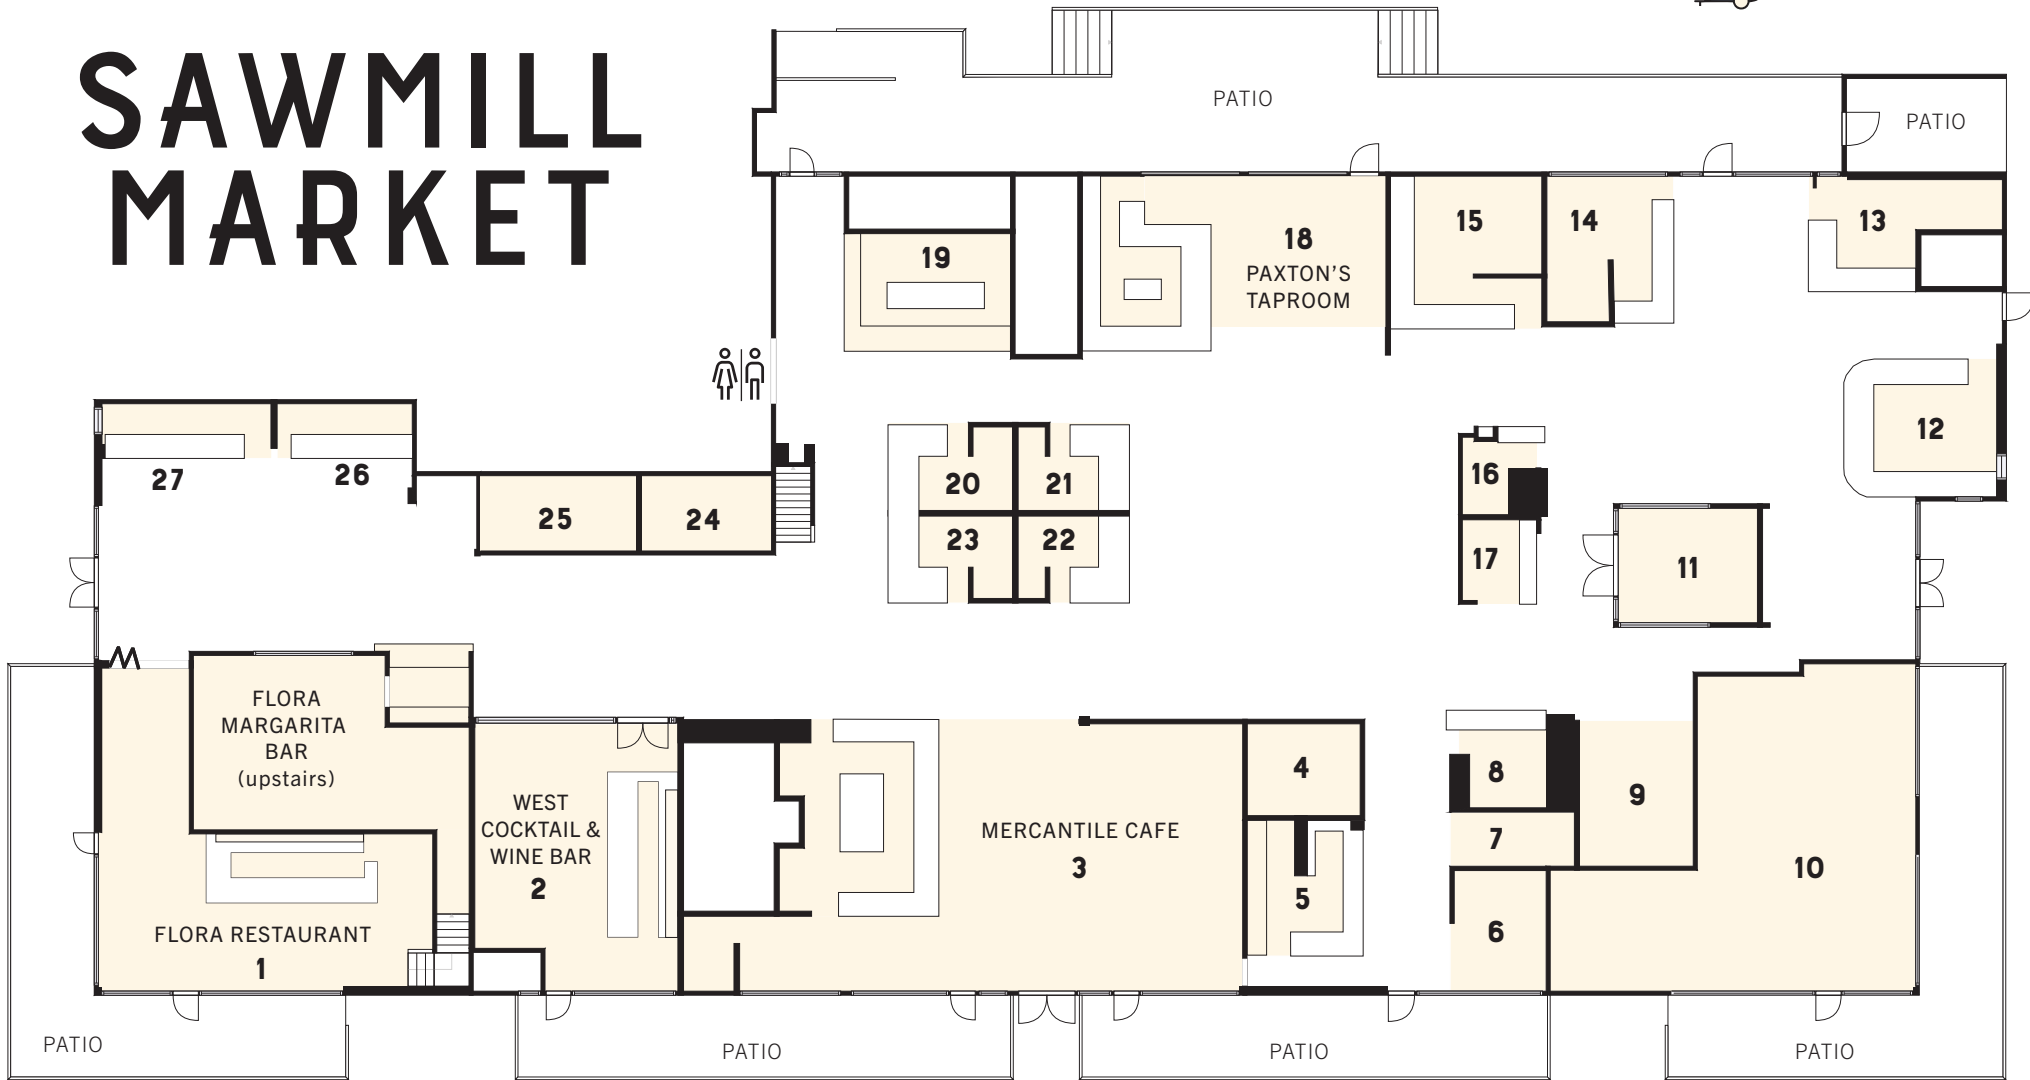 SAWMILL
MARKET
PATIO
PATIO
19
18
PAXTON'S
TAPROOM
15
14
13
12
27
26
25
24
20
21
23
22
16
17
11
FLORA
MARGARITA
BAR
(upstairs)
FLORA RESTAURANT
1
WEST
COCKTAIL &
WINE BAR
2
MERCANTILE CAFE
3
4
5
8
7
6
9
10
PATIO
PATIO
PATIO
PATIO